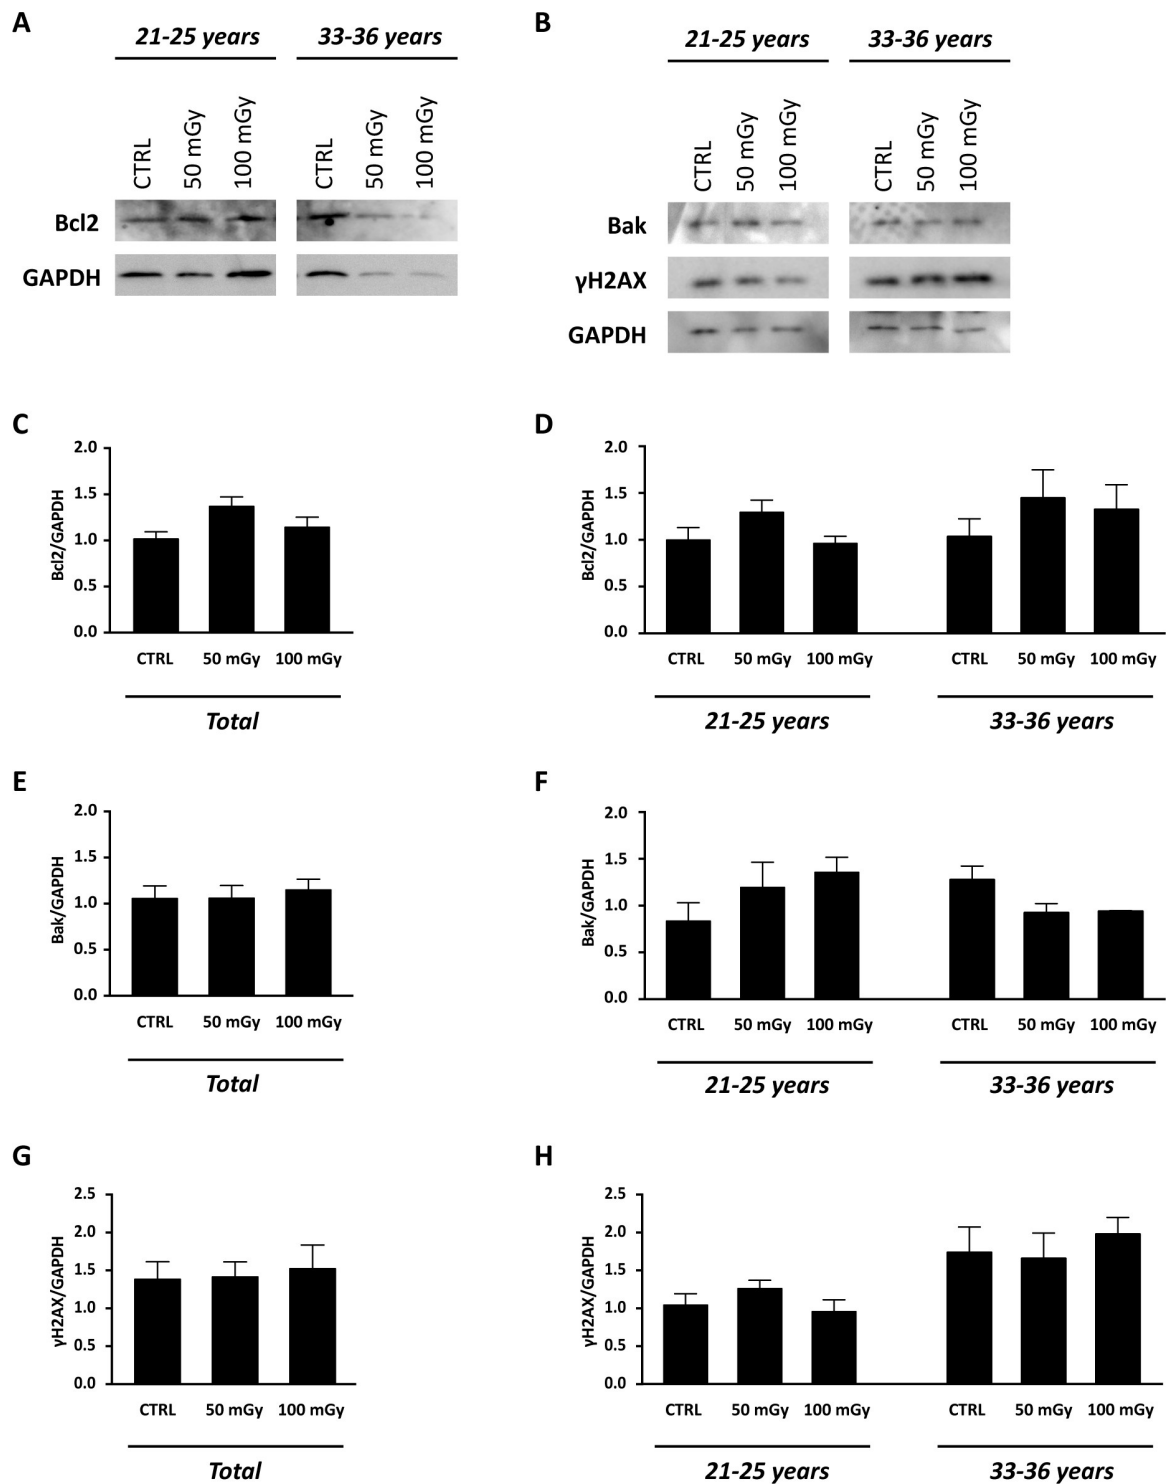 A
B
21-25 years 33-36 years
21-25 years 33-36 years
CTRL 50 mGy 100 mGy CTRL 50 mGy 100 mGy
CTRL 50 mGy 100 mGy CTRL 50 mGy 100 mGy
Bcl2
GAPDH
Bak
γH2AX
GAPDH
C
2.0
1.5
1.0
0.5
0.0
Bcl2/GAPDH
CTRL 50 mGy 100 mGy
Total
D
2.0
1.5
1.0
0.5
0.0
Bcl2/GAPDH
CTRL 50 mGy 100 mGy CTRL 50 mGy 100 mGy
21-25 years 33-36 years
E
2.0
1.5
1.0
0.5
0.0
Bak/GAPDH
CTRL 50 mGy 100 mGy
Total
F
2.0
1.5
1.0
0.5
0.0
Bak/GAPDH
CTRL 50 mGy 100 mGy CTRL 50 mGy 100 mGy
21-25 years 33-36 years
G
2.5
2.0
1.5
1.0
0.5
0.0
γH2AX/GAPDH
CTRL 50 mGy 100 mGy
Total
H
2.5
2.0
1.5
1.0
0.5
0.0
γH2AX/GAPDH
CTRL 50 mGy 100 mGy CTRL 50 mGy 100 mGy
21-25 years 33-36 years